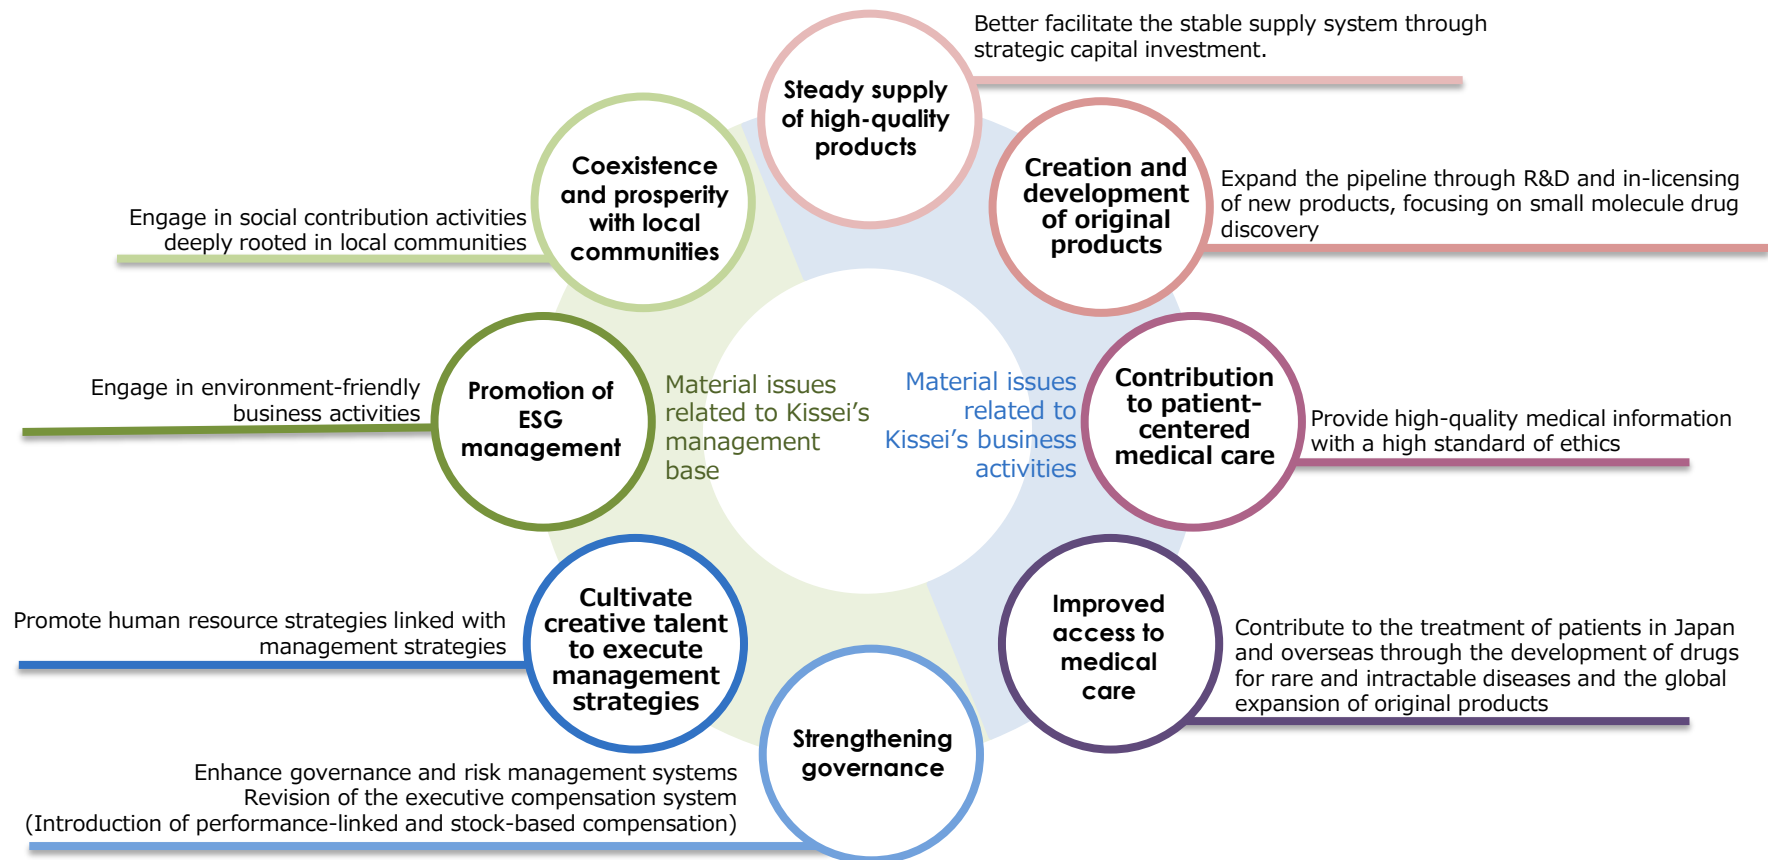 Better facilitate the stable supply system through
strategic capital investment.
Steady supply
of high-quality
products
Creation and
development
of original
products
Expand the pipeline through R&D and in-licensing
of new products, focusing on small molecule drug
discovery
Contribution
to patient-
centered
medical care
Provide high-quality medical information
with a high standard of ethics
Improved
access to
medical
care
Contribute to the treatment of patients in Japan
and overseas through the development of drugs
for rare and intractable diseases and the global
expansion of original products
Strengthening
governance
Enhance governance and risk management systems
Revision of the executive compensation system
(Introduction of performance-linked and stock-based compensation)
Cultivate
creative talent
to execute
management
strategies
Promote human resource strategies linked with
management strategies
Promotion of
ESG
management
Engage in environment-friendly
business activities
Coexistence
and prosperity
with local
communities
Engage in social contribution activities
deeply rooted in local communities
Material issues
related to Kissei’s
management
base
Material issues
related to
Kissei’s business
activities